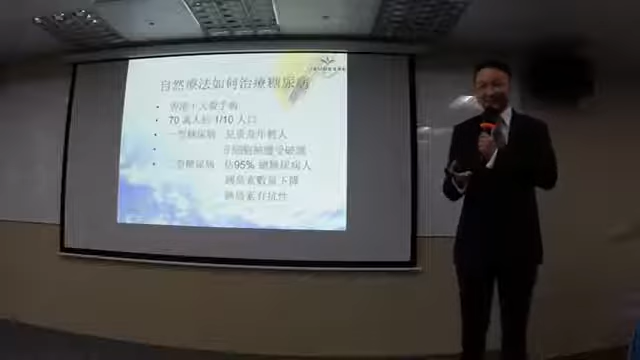 自然療法如何治療糖尿病
• 香港十大殺手病
• 70 萬人約 1/10 人口
• 一型糖尿病 兒童及年輕人
• 細胞被遭受破壞
• 二型糖尿病 佔95% 糖尿病人
胰島素數量下降
胰島素有抗性